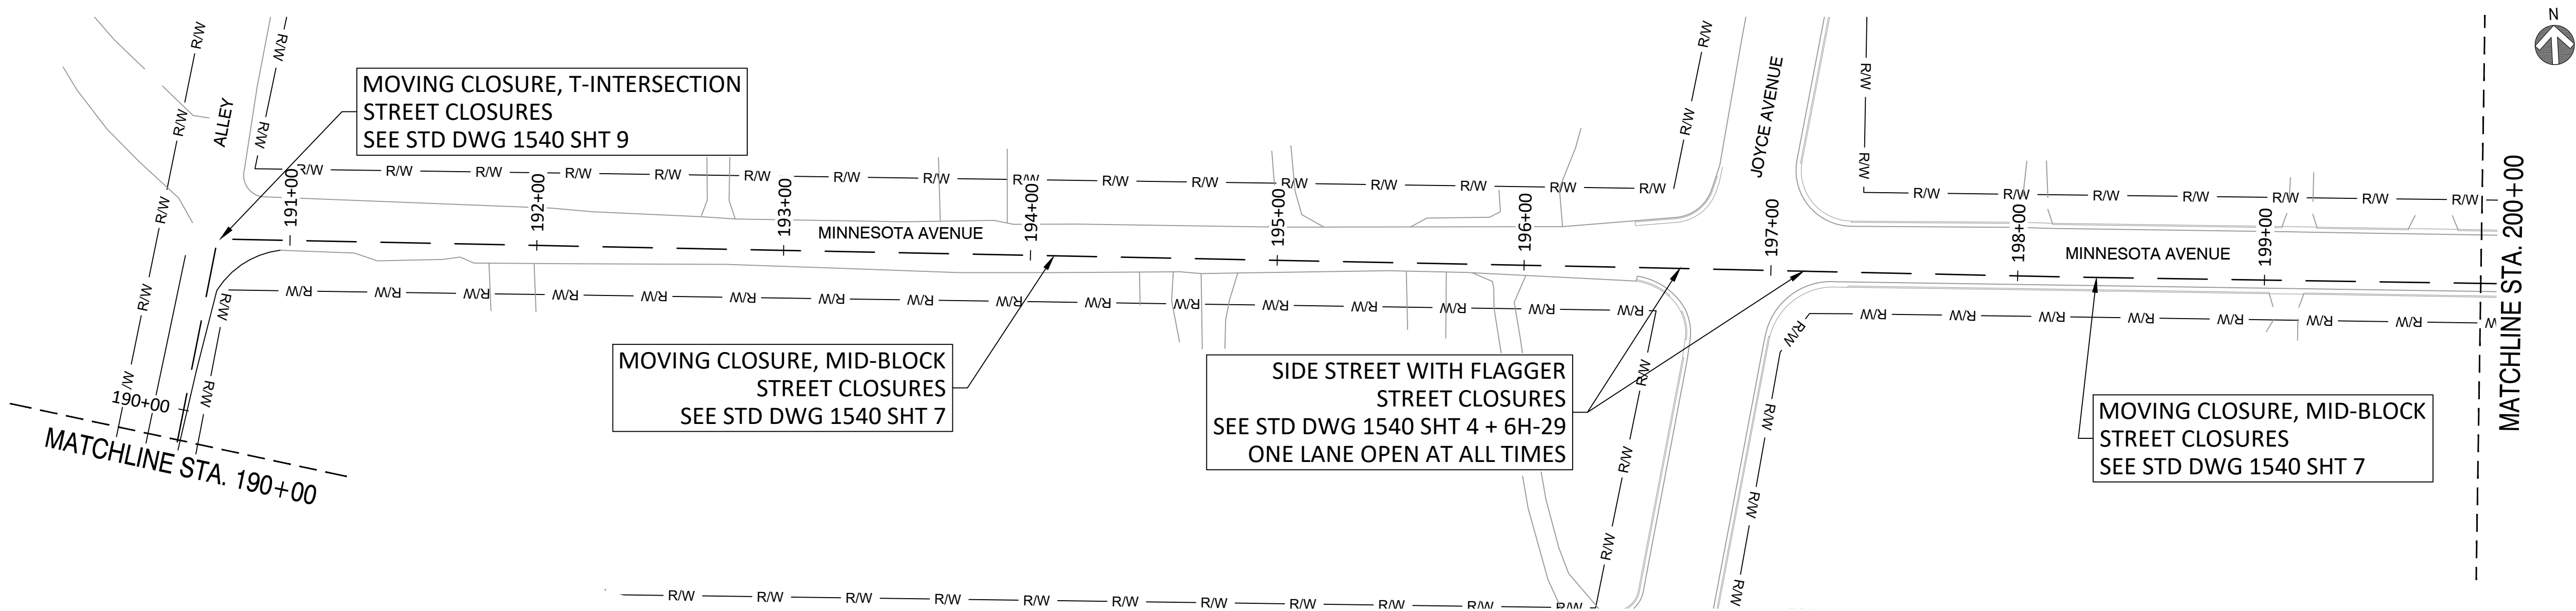 N
MOVING CLOSURE, T-INTERSECTION
STREET CLOSURES
SEE STD DWG 1540 SHT 9
ALLEY
JOYCE AVENUE
R/W R/W R/W R/W R/W R/W R/W R/W R/W R/W R/W R/W R/W R/W R/W R/W
R/W R/W R/W R/W R/W R/W R/W
191+00
192+00
193+00
194+00
195+00
196+00
197+00
198+00
199+00
MINNESOTA AVENUE
MINNESOTA AVENUE
MATCHLINE STA. 200+00
R/W R/W R/W R/W R/W R/W R/W R/W R/W R/W R/W R/W R/W R/W R/W R/W
R/W R/W R/W R/W R/W R/W R/W R/W
MOVING CLOSURE, MID-BLOCK
STREET CLOSURES
SEE STD DWG 1540 SHT 7
SIDE STREET WITH FLAGGER
STREET CLOSURES
SEE STD DWG 1540 SHT 4 + 6H-29
ONE LANE OPEN AT ALL TIMES
MOVING CLOSURE, MID-BLOCK
STREET CLOSURES
SEE STD DWG 1540 SHT 7
190+00
MATCHLINE STA. 190+00
R/W R/W R/W R/W R/W R/W R/W R/W R/W R/W R/W